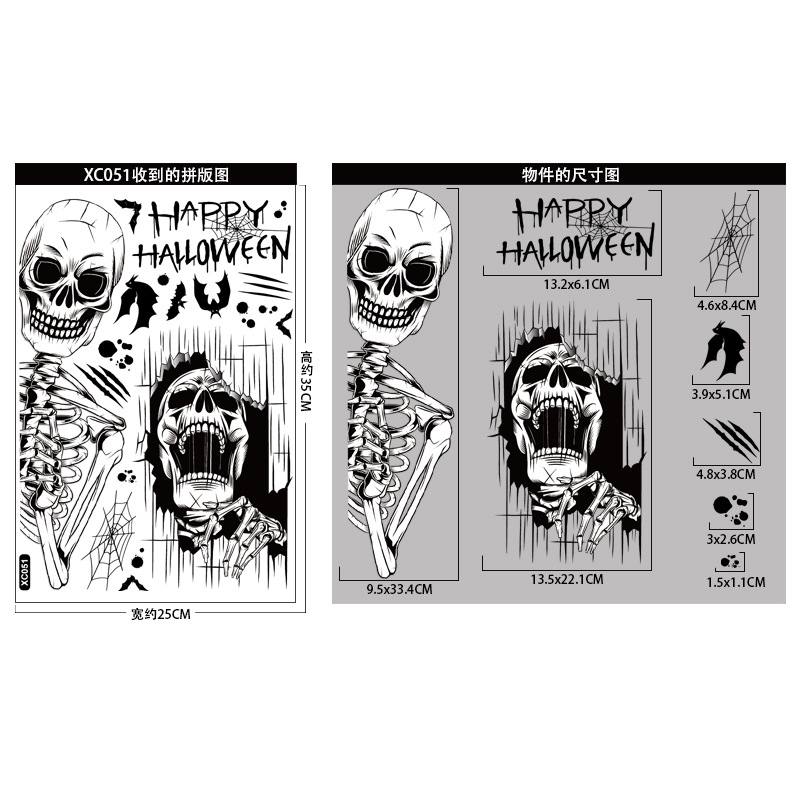 XC051收到的拼版图
HAPPY
HALLOWEEN
高约35CM
XC051
宽约25CM
物件的尺寸图
HAPPY
HALLOWEEN
13.2x6.1CM
4.6x8.4CM
3.9x5.1CM
4.8x3.8CM
3x2.6CM
1.5x1.1CM
9.5x33.4CM
13.5x22.1CM